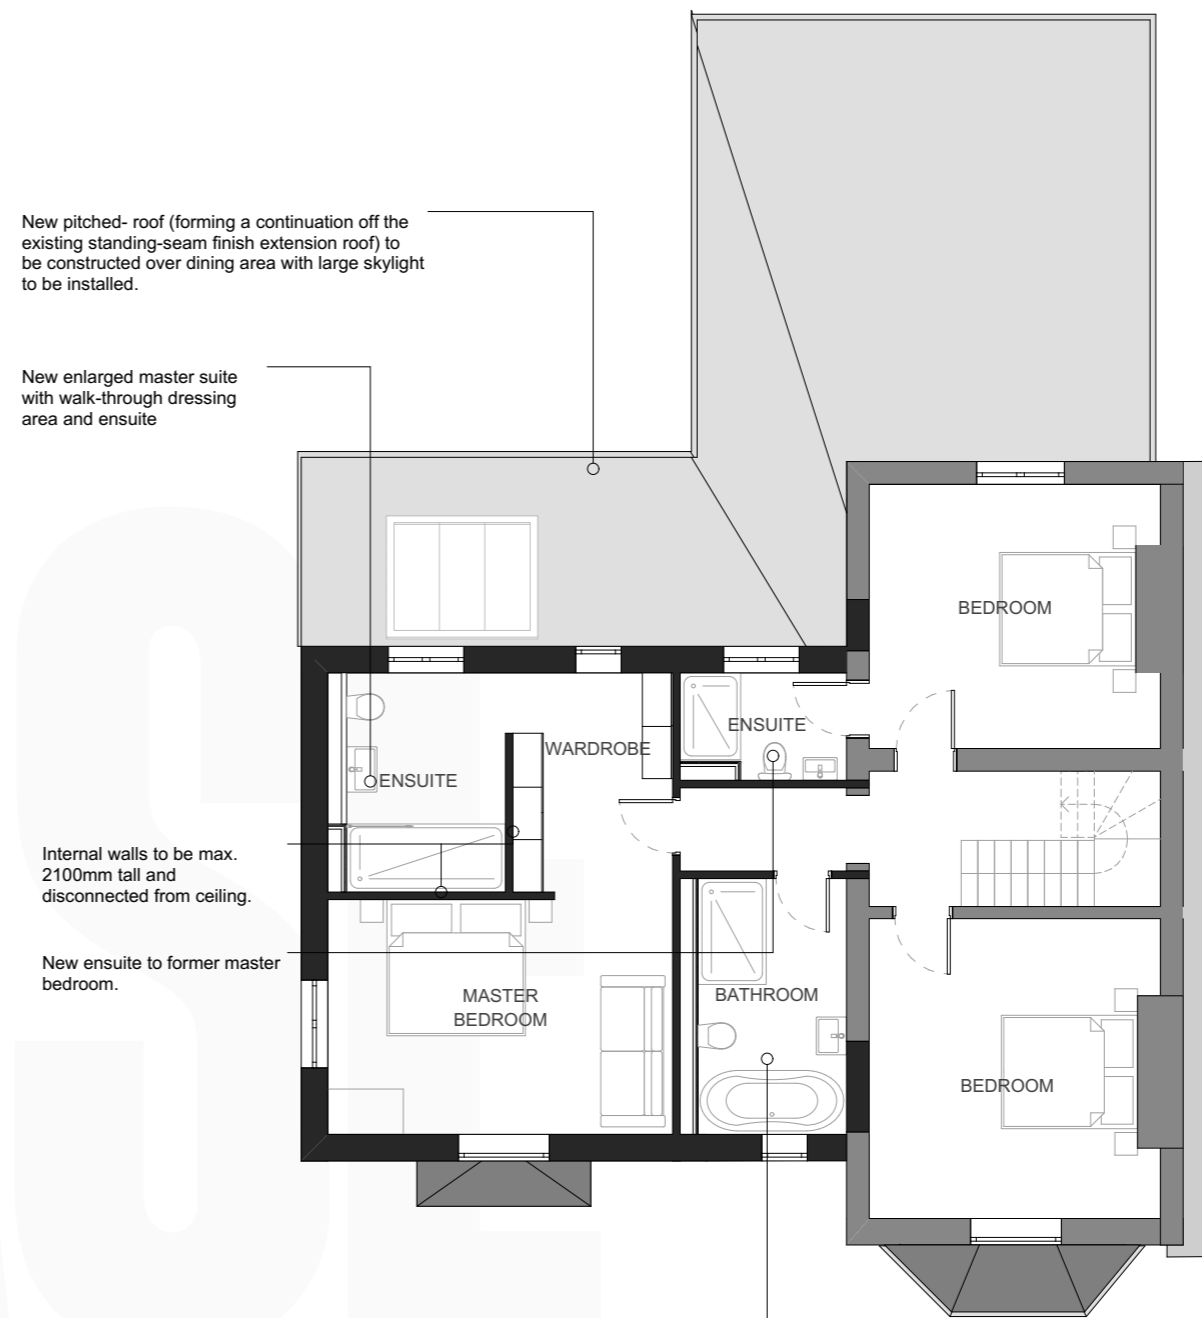 New pitched- roof (forming a continuation off the
existing standing-seam finish extension roof) to
be constructed over dining area with large skylight
to be installed.
New enlarged master suite
with walk-through dressing
area and ensuite
BEDROOM
ENSUITE
WARDROBE
ENSUITE
Internal walls to be max.
2100mm tall and
disconnected from ceiling.
New ensuite to former master
bedroom.
MASTER
BEDROOM
BATHROOM
BEDROOM